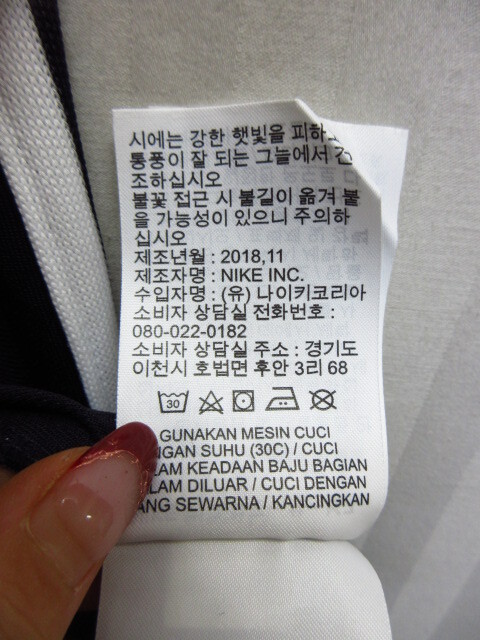 시에는 강한 햇빛을 피하고
통풍이 잘 되는 그늘에서 건
조하십시오
불꽃 접근 시 불길이 옮겨 붙
을 가능성이 있으니 주의하
십시오
제조년월 : 2018,11
제조자명 : NIKE INC.
수입자명 : (유) 나이키코리아
소비자 상담실 전화번호 :
080-022-0182
소비자 상담실 주소 : 경기도
이천시 호법면 후안 3리 68
30
GUNAKAN MESIN CUCI
NGAN SUHU (30C) / CUCI
ALAM KEADAAN BAJU BAGIAN
ALAM DILUAR / CUCI DENGAN
ANG SEWARNA / KANCINGKAN